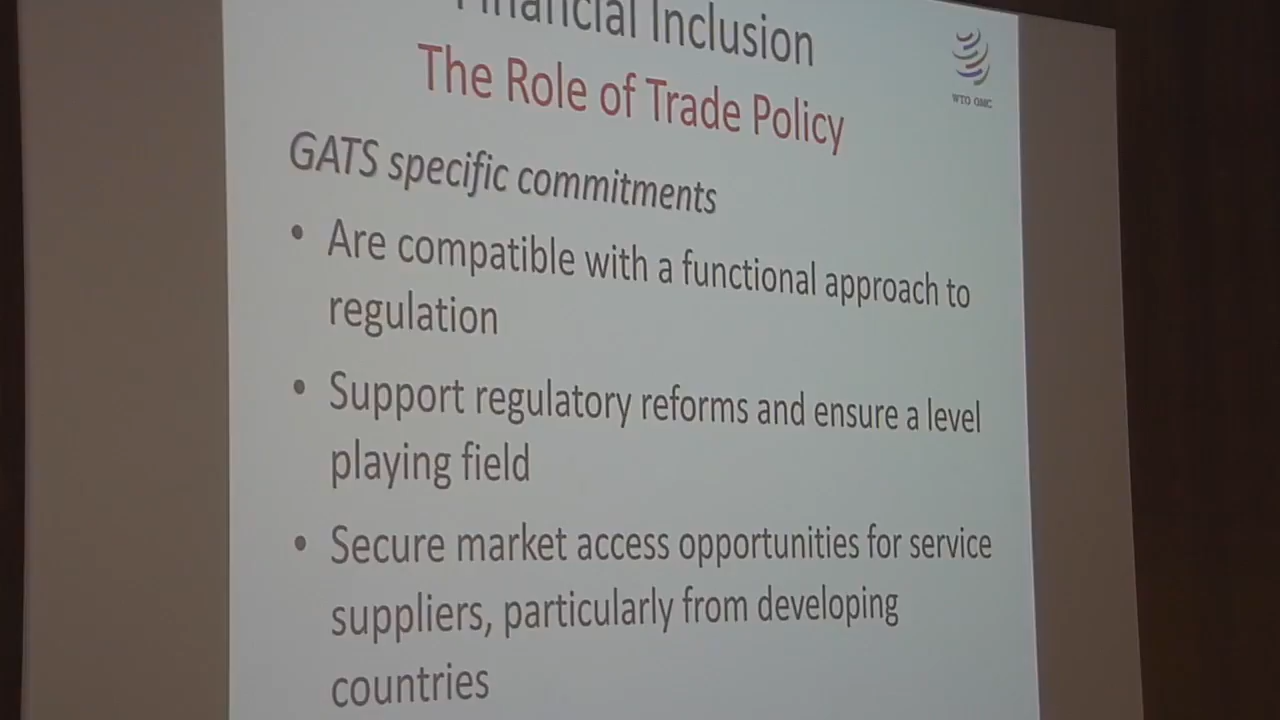 Financial Inclusion
The Role of Trade Policy
WTO OMC
GATS specific commitments
• Are compatible with a functional approach to
regulation
• Support regulatory reforms and ensure a level
playing field
• Secure market access opportunities for service
suppliers, particularly from developing
countries